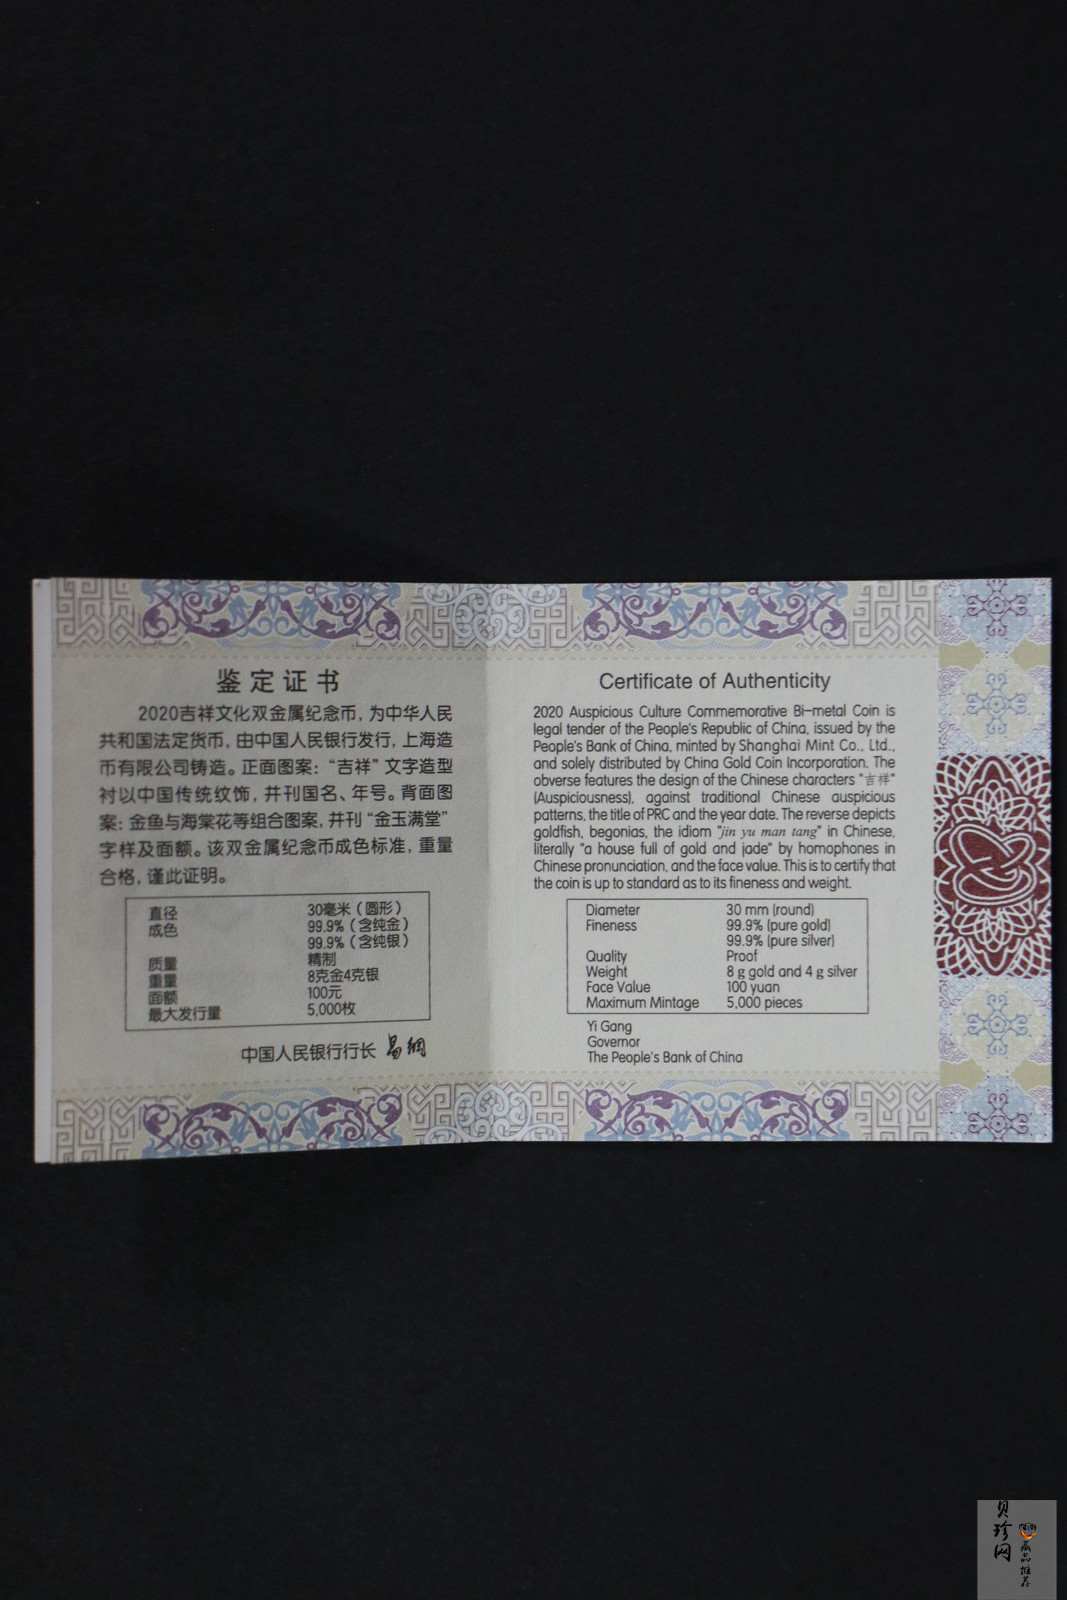 鉴定证书
2020吉祥文化双金属纪念币，为中华人民
共和国法定货币，由中国人民银行发行，上海造
币有限公司铸造。正面图案：“吉祥”文字造型
衬以中国传统纹饰，并刊国名、年号。背面图
案：金鱼与海棠花等组合图案，并刊“金玉满堂”
字样及面额。该双金属纪念币成色标准，重量
合格，谨此证明。
直径 30毫米（圆形）
成色 99.9%（含纯金）
99.9%（含纯银）
质量 精制
重量 8克金4克银
面额 100元
最大发行量 5,000枚
中国人民银行行长 易纲
Certificate of Authenticity
2020 Auspicious Culture Commemorative Bi-metal Coin is
legal tender of the People's Republic of China, issued by the
People's Bank of China, minted by Shanghai Mint Co., Ltd.,
and solely distributed by China Gold Coin Incorporation. The
obverse features the design of the Chinese characters "吉祥"
(Auspiciousness), against traditional Chinese auspicious
patterns, the title of PRC and the year date. The reverse depicts
goldfish, begonias, the idiom "jin yu man tang" in Chinese,
literally "a house full of gold and jade" by homophones in
Chinese pronunciation, and the face value. This is to certify that
the coin is up to standard as to its fineness and weight.
Diameter 30 mm (round)
Fineness 99.9% (pure gold)
99.9% (pure silver)
Quality Proof
Weight 8 g gold and 4 g silver
Face Value 100 yuan
Maximum Mintage 5,000 pieces
Yi Gang
Governor
The People's Bank of China
贝珍网
藏品推荐